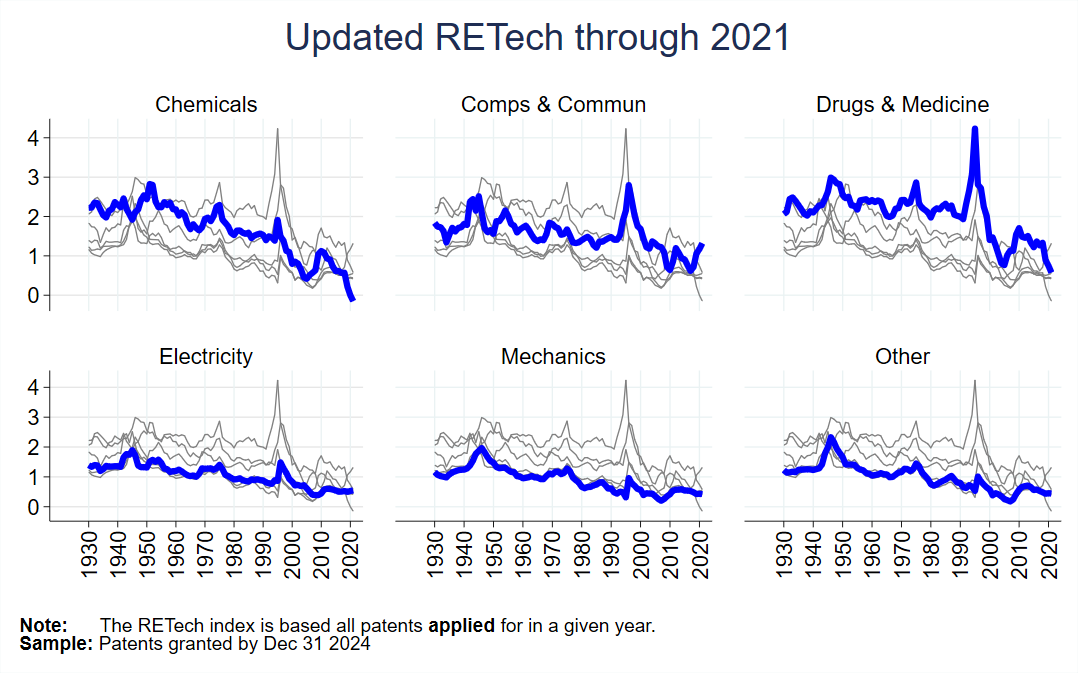 Updated RETech through 2021
Chemicals
Comps & Commun
Drugs & Medicine
4
3
2
1
0
Electricity
Mechanics
Other
4
3
2
1
0
1930 1940 1950 1960 1970 1980 1990 2000 2010 2020
1930 1940 1950 1960 1970 1980 1990 2000 2010 2020
1930 1940 1950 1960 1970 1980 1990 2000 2010 2020
Note: The RETech index is based all patents applied for in a given year.
Sample: Patents granted by Dec 31 2024